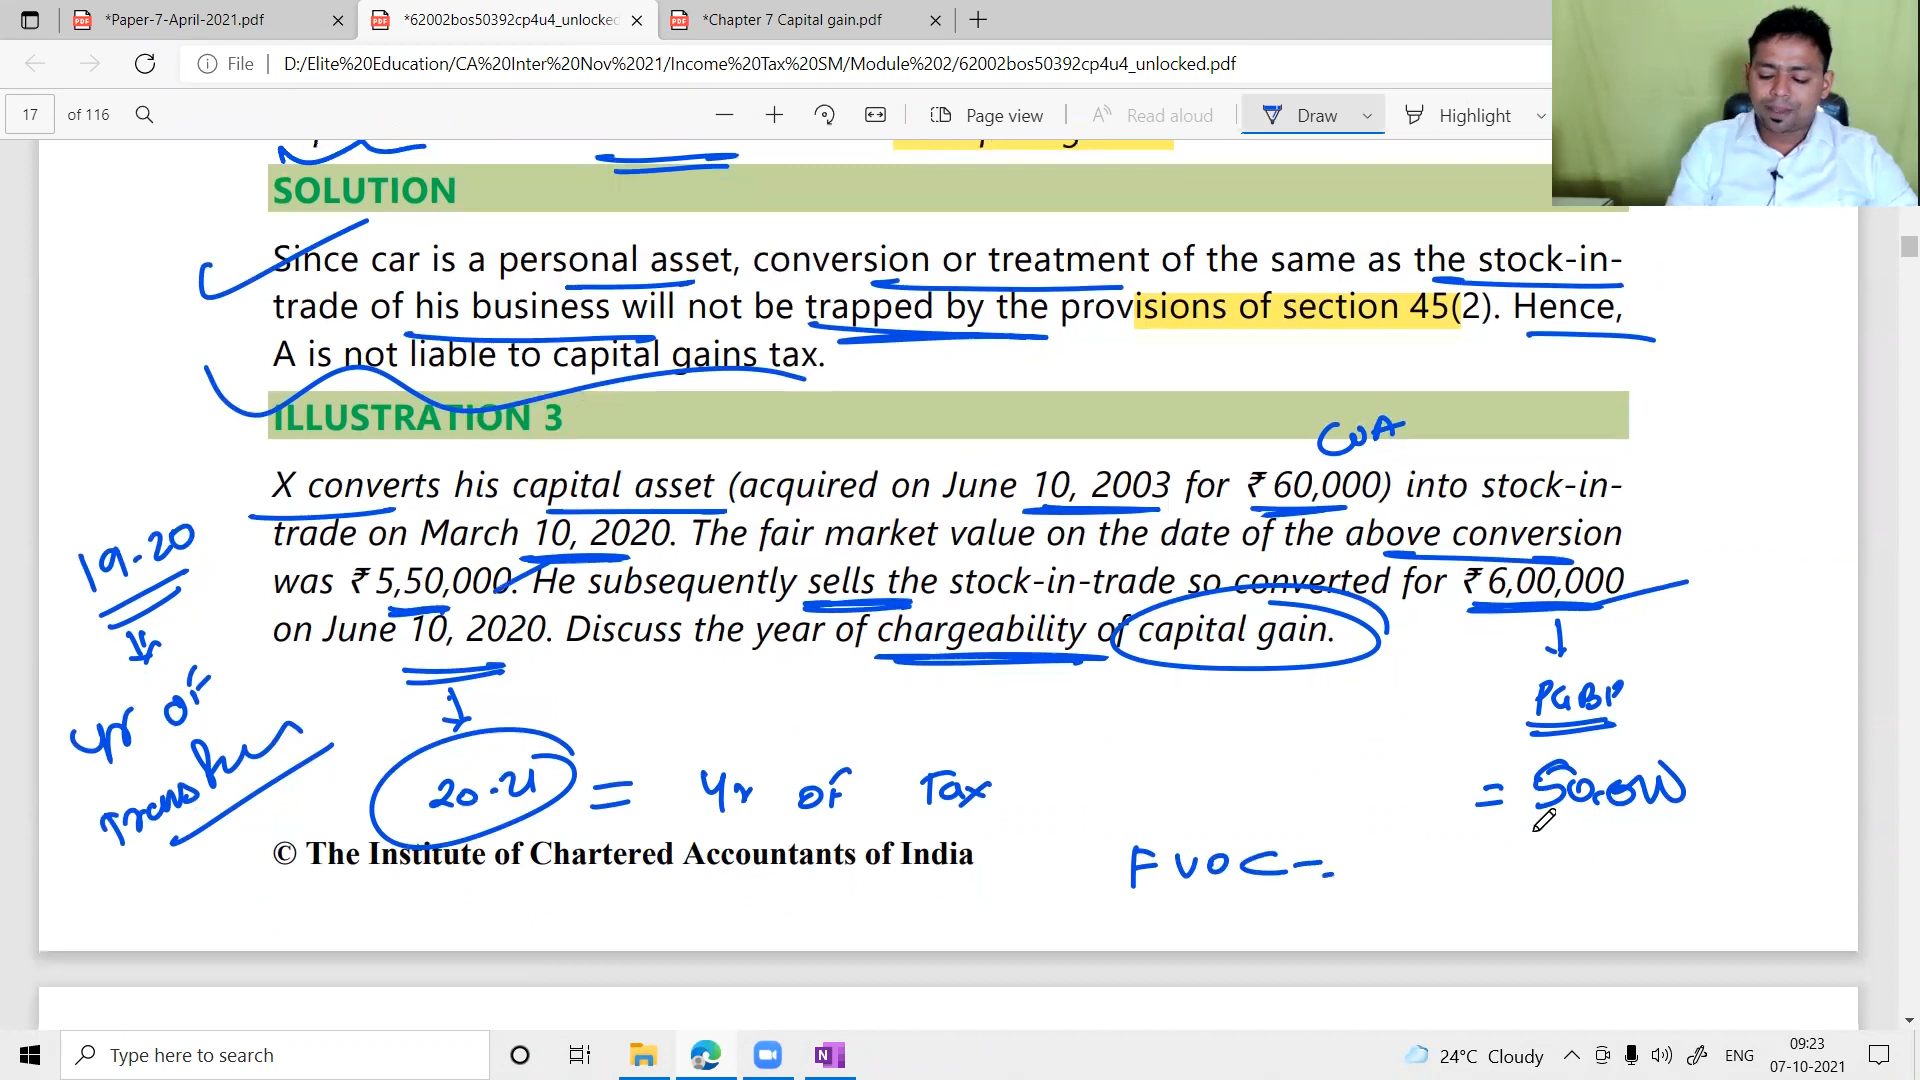 *Paper-7-April-2021.pdf
*62002bos50392cp4u4_unlocked
*Chapter 7 Capital gain.pdf
File
D:/Elite%20Education/CA%20Inter%20Nov%2021/Income%20Tax%20SM/Module%202/62002bos50392cp4u4_unlocked.pdf
17 of 116
Page view
Read aloud
Draw
Highlight
SOLUTION
Since car is a personal asset, conversion or treatment of the same as the stock-in-
trade of his business will not be trapped by the provisions of section 45(2). Hence,
A is not liable to capital gains tax.
ILLUSTRATION 3
COA
X converts his capital asset (acquired on June 10, 2003 for ₹ 60,000) into stock-in-
trade on March 10, 2020. The fair market value on the date of the above conversion
was ₹ 5,50,000. He subsequently sells the stock-in-trade so converted for ₹ 6,00,000
on June 10, 2020. Discuss the year of chargeability of capital gain.
19-20
yr of
transfer
20-21 = Yr of Tax
PGBP
= 50,000
FVOC -
© The Institute of Chartered Accountants of India
Type here to search
24°C Cloudy
ENG
09:23
07-10-2021